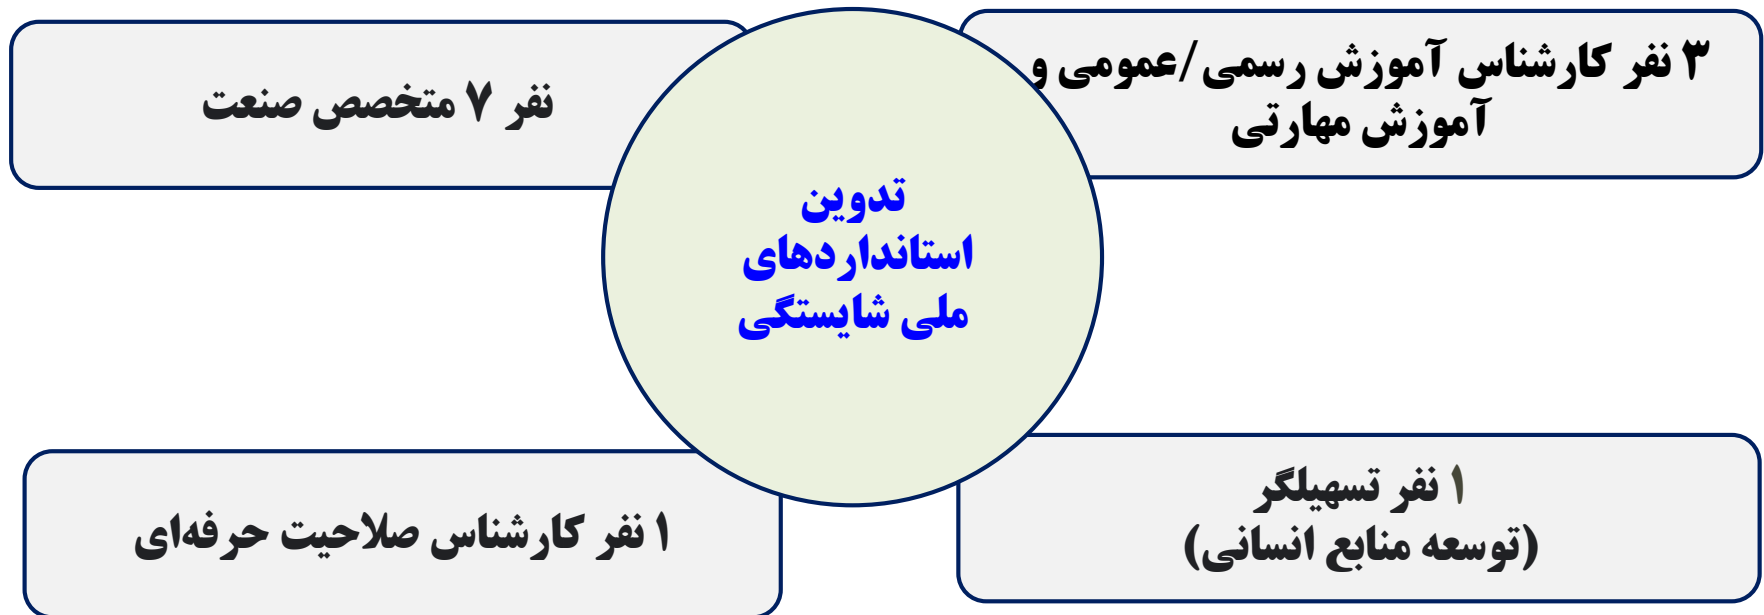 ۳ نفر کارشناس آموزش رسمی/عمومی و
آموزش مهارتی
نفر ۷ متخصص صنعت
تدوین
استانداردهای
ملی شایستگی
۱ نفر تسهیلگر
(توسعه منابع انسانی)
۱ نفر کارشناس صلاحیت حرفه‌ای